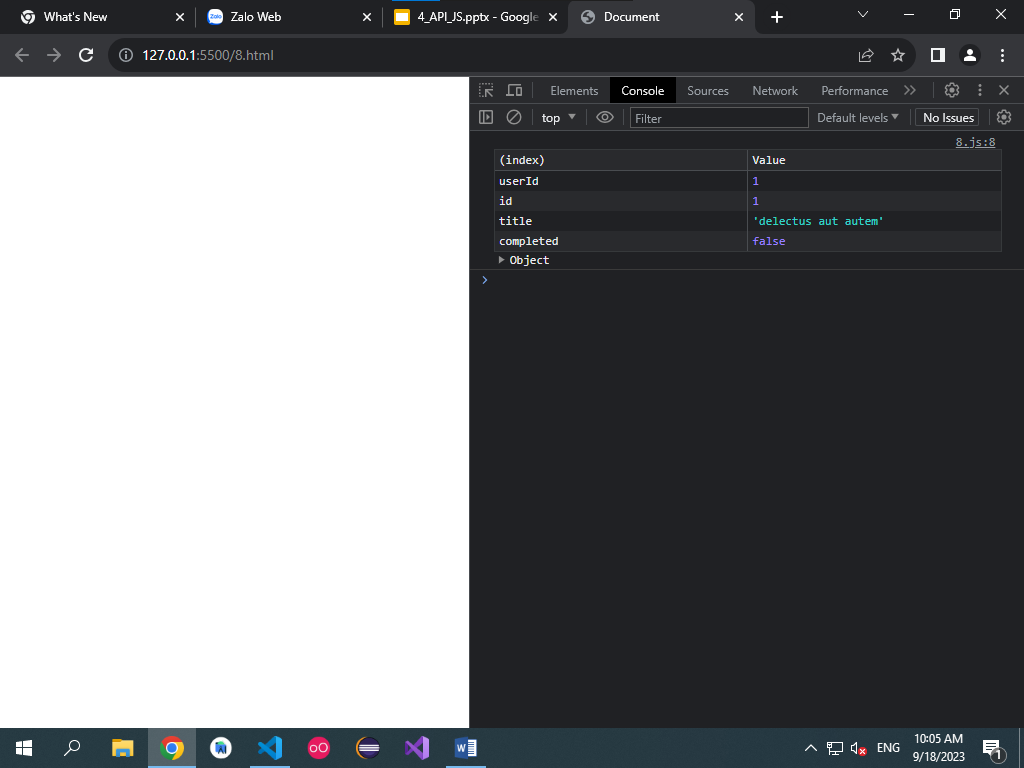 What's New
Zalo Web
4_API_JS.pptx - Google
Document
127.0.0.1:5500/8.html
Elements Console Sources Network Performance
top Filter Default levels No Issues
8.js:8
(index) Value
userId 1
id 1
title 'delectus aut autem'
completed false
Object
ENG
10:05 AM
9/18/2023
1